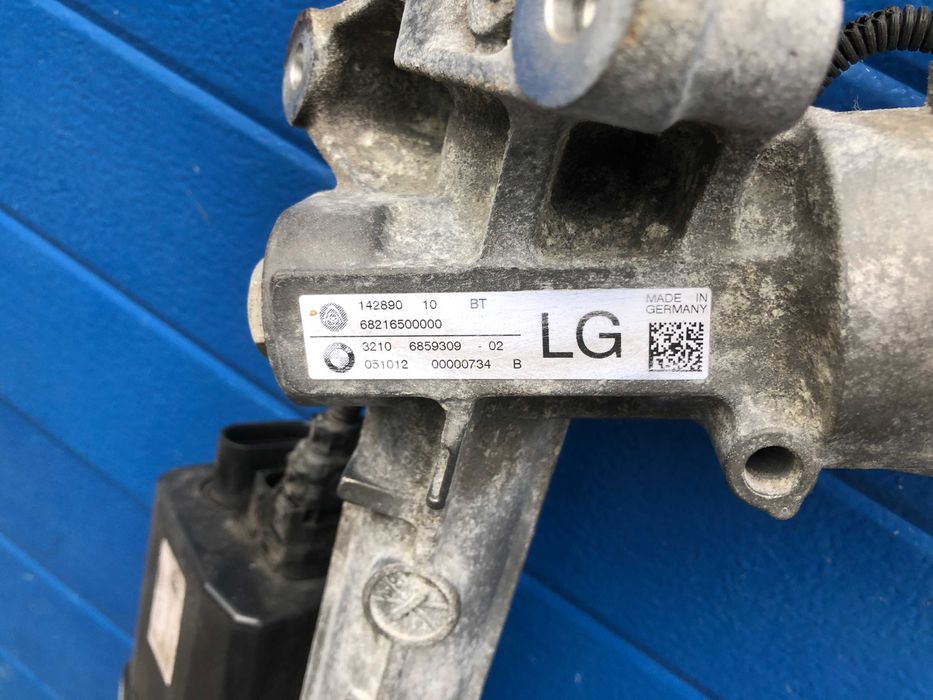 142890 10 BT
68216500000
3210 6859309 - 02
051012 00000734 B
LG
MADE IN
GERMANY